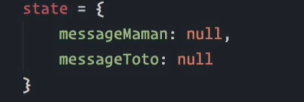 state = {
messageMaman: null,
messageToto: null
}